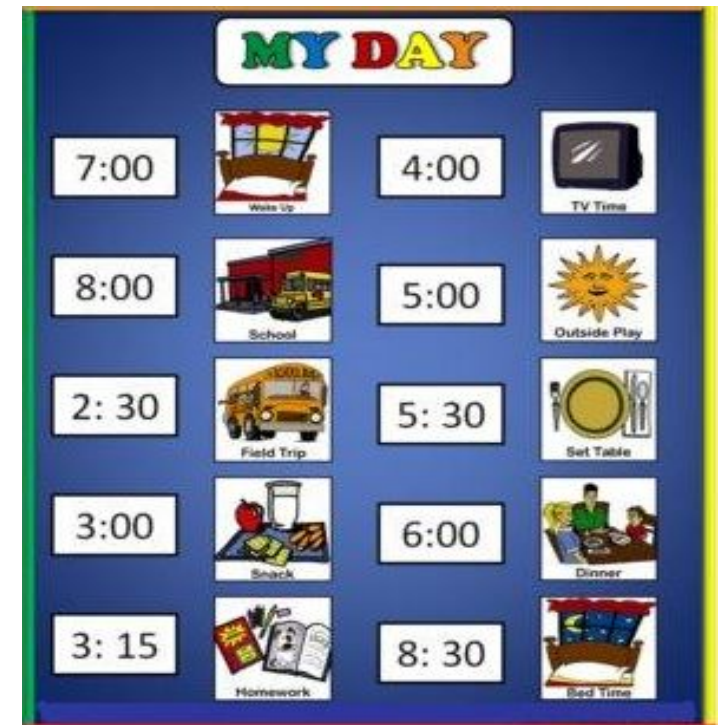 MY DAY
7:00
Wake Up
8:00
School
2: 30
Field Trip
3:00
Snack
3: 15
Homework
4:00
TV Time
5:00
Outside Play
5: 30
Set Table
6:00
Dinner
8: 30
Bed Time